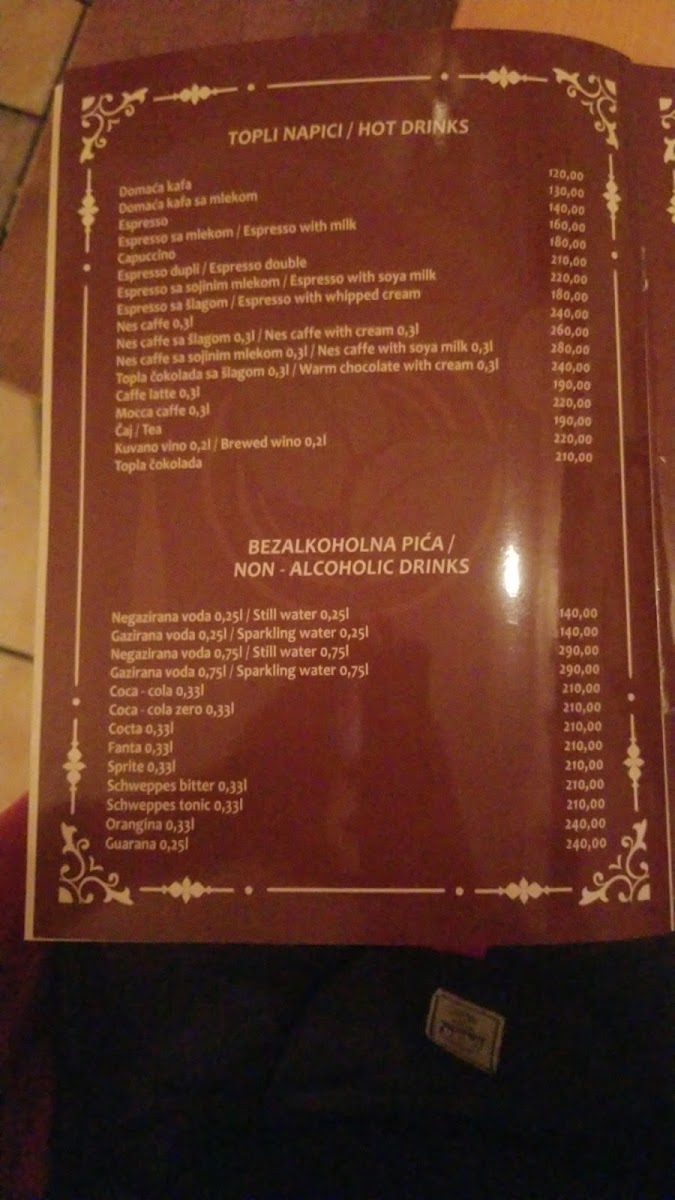 TOPLI NAPICI / HOT DRINKS
Domaća kafa 120,00
Domaća kafa sa mlekom 130,00
Espresso 140,00
Espresso sa mlekom / Espresso with milk 160,00
Capuccino 180,00
Espresso dupli / Espresso double 210,00
Espresso sa sojinim mlekom / Espresso with soya milk 220,00
Espresso sa šlagom / Espresso with whipped cream 180,00
Nes caffe 0,3l 240,00
Nes caffe sa šlagom 0,3l / Nes caffe with cream 0,3l 260,00
Nes caffe sa sojinim mlekom 0,3l / Nes caffe with soya milk 0,3l 280,00
Topla čokolada sa šlagom 0,3l / Warm chocolate with cream 0,3l 240,00
Caffe latte 0,3l 190,00
Mocca caffe 0,3l 220,00
Čaj / Tea 190,00
Kuvano vino 0,2l / Brewed wino 0,2l 220,00
Topla čokolada 210,00
BEZALKOHOLNA PIĆA /
NON - ALCOHOLIC DRINKS
Negazirana voda 0,25l / Still water 0,25l 140,00
Gazirana voda 0,25l / Sparkling water 0,25l 140,00
Negazirana voda 0,75l / Still water 0,75l 290,00
Gazirana voda 0,75l / Sparkling water 0,75l 290,00
Coca - cola 0,33l 210,00
Coca - cola zero 0,33l 210,00
Cocta 0,33l 210,00
Fanta 0,33l 210,00
Sprite 0,33l 210,00
Schweppes bitter 0,33l 210,00
Schweppes tonic 0,33l 210,00
Orangina 0,33l 240,00
Guarana 0,25l 240,00